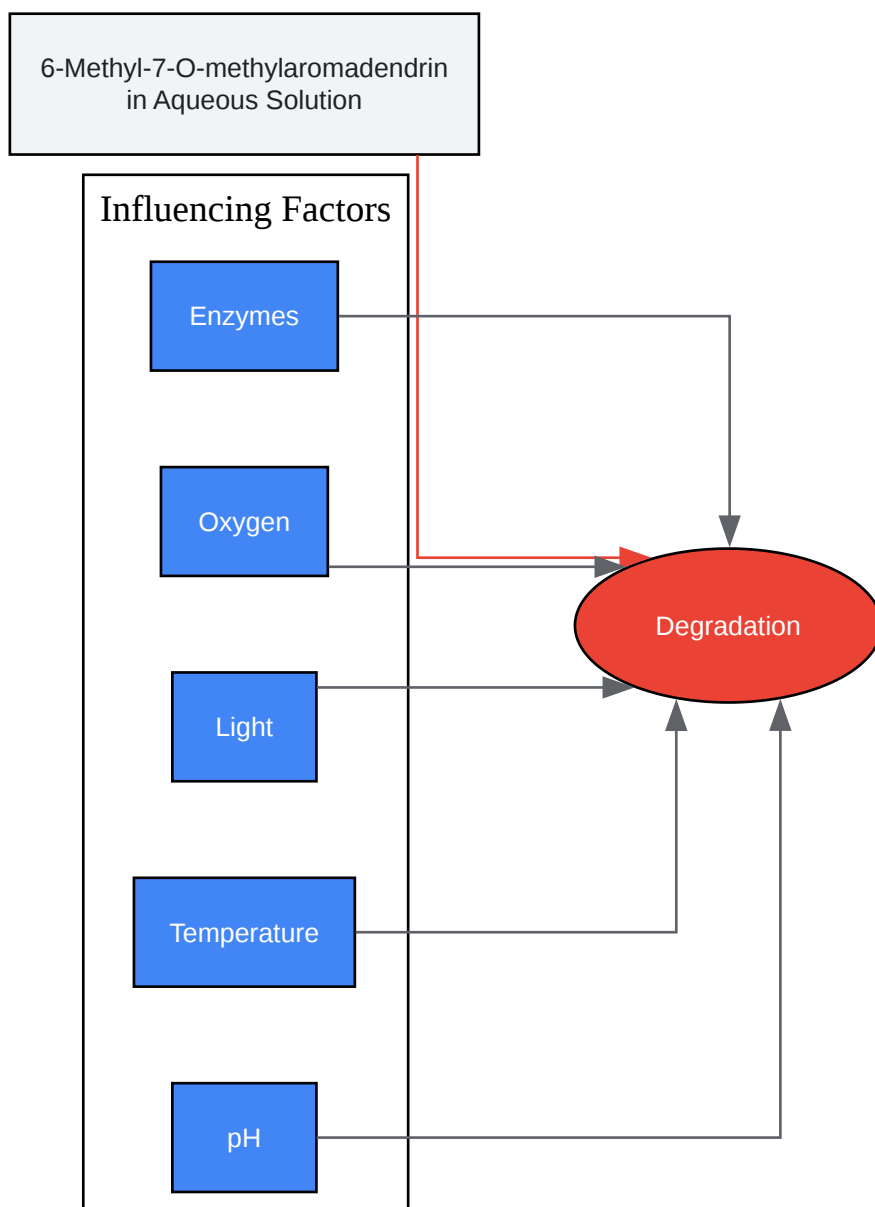 6-Methyl-7-O-methylaromadendrin
in Aqueous Solution
Influencing Factors
Enzymes
Oxygen
Degradation
Light
Temperature
pH